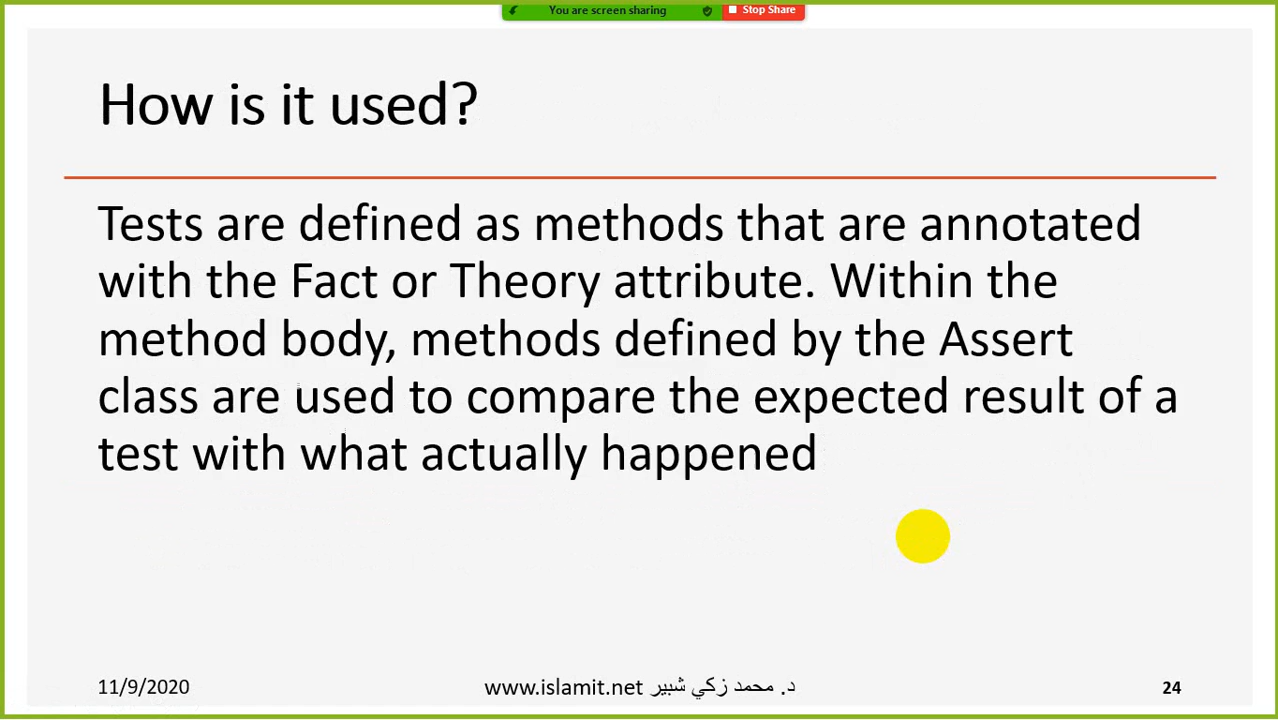 You are screen sharing Stop Share
How is it used?
Tests are defined as methods that are annotated
with the Fact or Theory attribute. Within the
method body, methods defined by the Assert
class are used to compare the expected result of a
test with what actually happened
11/9/2020 www.islamit.net د. محمد زكي شبير 24